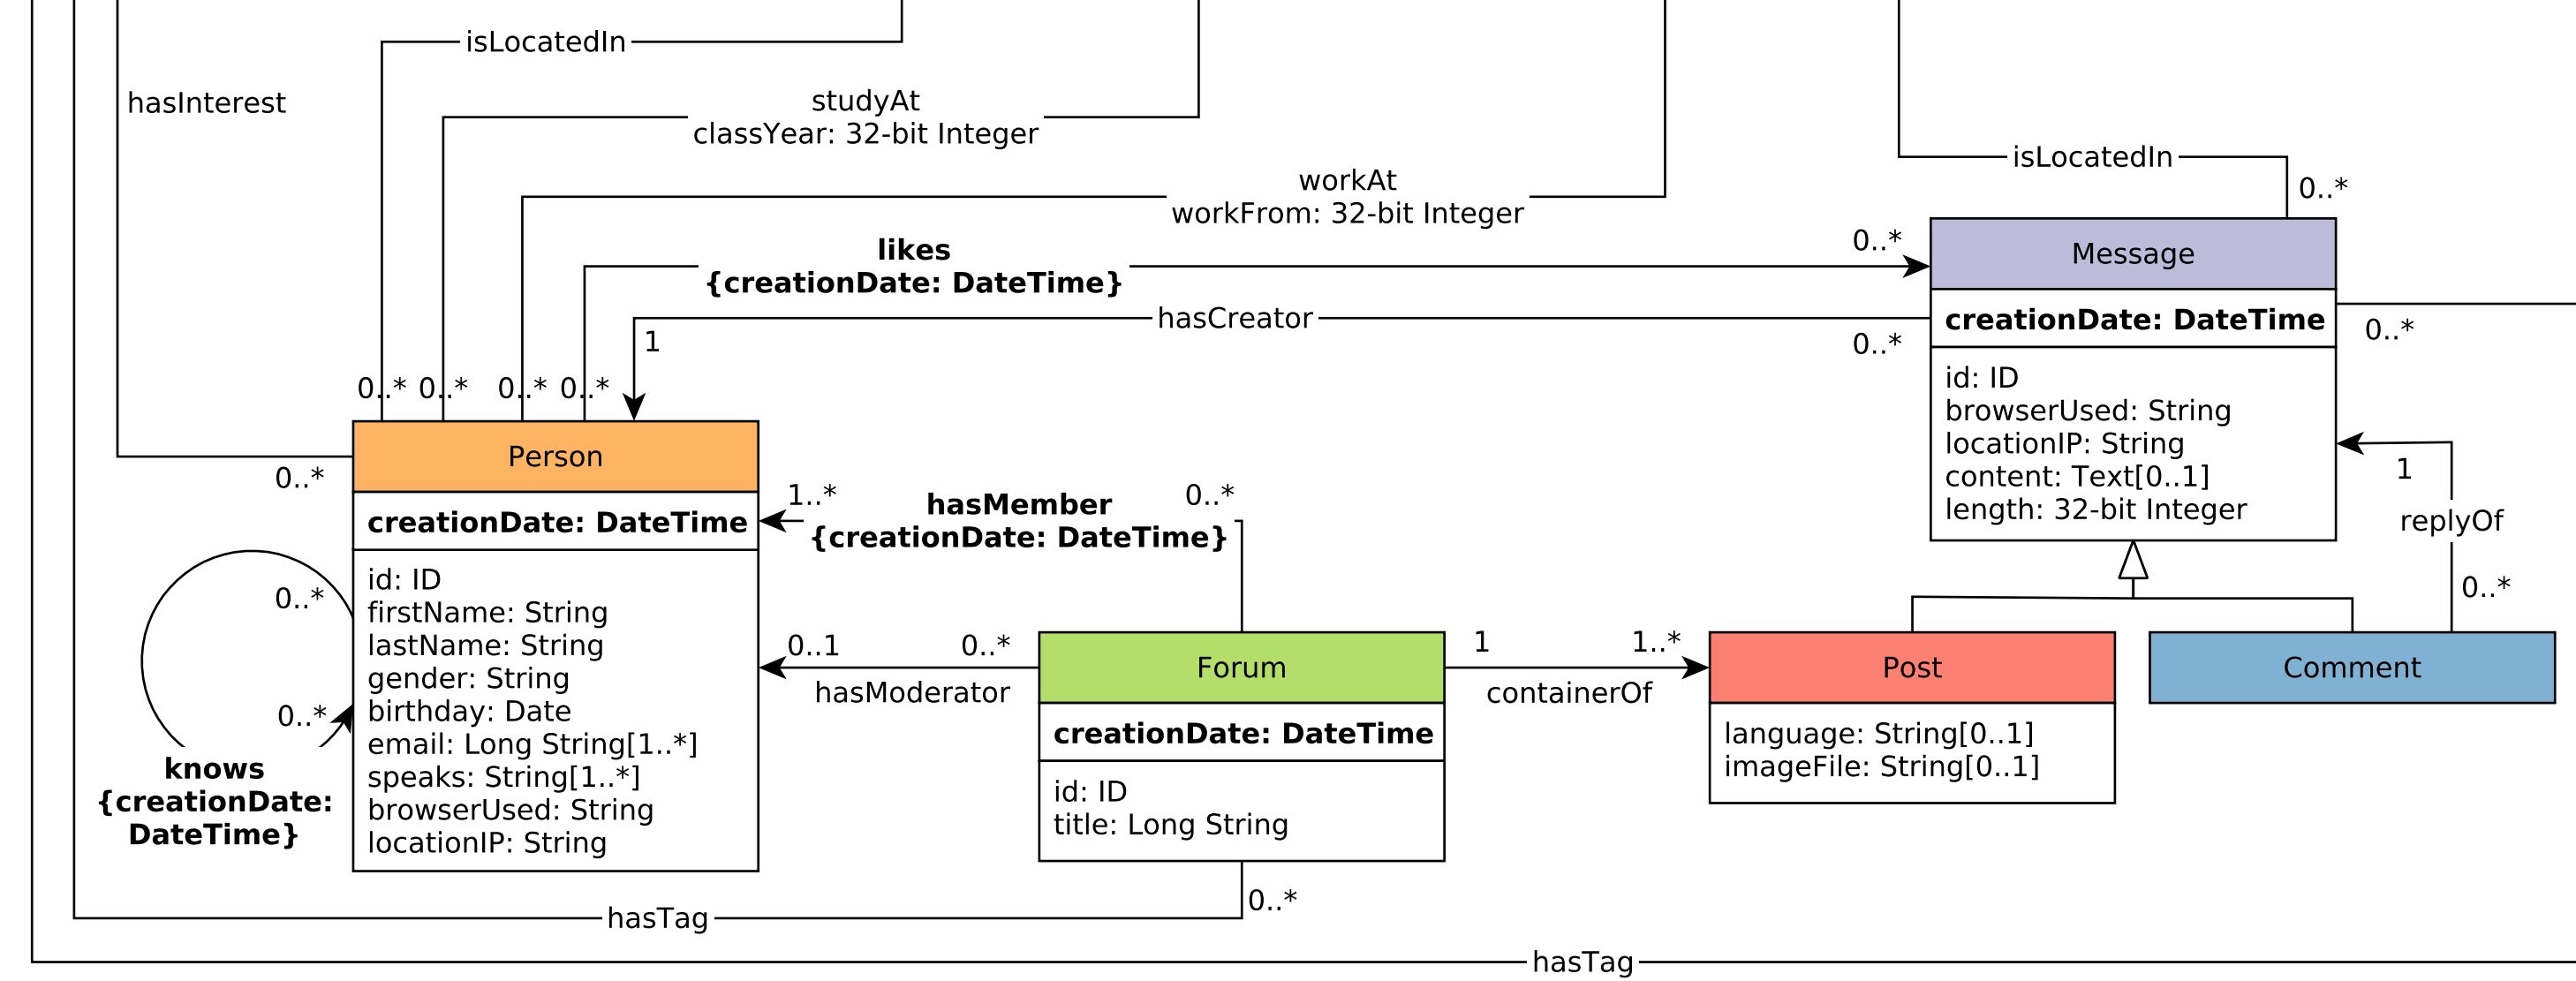 isLocatedIn
hasInterest
studyAt
classYear: 32-bit Integer
isLocatedIn
workAt
workFrom: 32-bit Integer
0..*
likes
{creationDate: DateTime}
0..*
hasCreator
1
0..*
0..* 0..* 0..* 0..*
Message
creationDate: DateTime
id: ID
browserUsed: String
locationIP: String
content: Text[0..1]
length: 32-bit Integer
0..*
1
replyOf
0..*
Person
creationDate: DateTime
id: ID
firstName: String
lastName: String
gender: String
birthday: Date
email: Long String[1..*]
speaks: String[1..*]
browserUsed: String
locationIP: String
0..*
0..*
0..*
knows
{creationDate:
DateTime}
1..*
hasMember
{creationDate: DateTime}
0..*
0..1
0..*
hasModerator
Forum
creationDate: DateTime
id: ID
title: Long String
1
1..*
containerOf
Post
language: String[0..1]
imageFile: String[0..1]
Comment
0..*
hasTag
hasTag